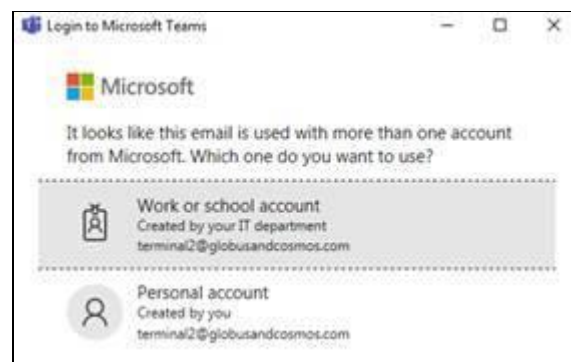 Login to Microsoft Teams
Microsoft
It looks like this email is used with more than one account
from Microsoft. Which one do you want to use?
Work or school account
Created by your IT department
terminal2@globusandcosmos.com
Personal account
Created by you
terminal2@globusandcosmos.com